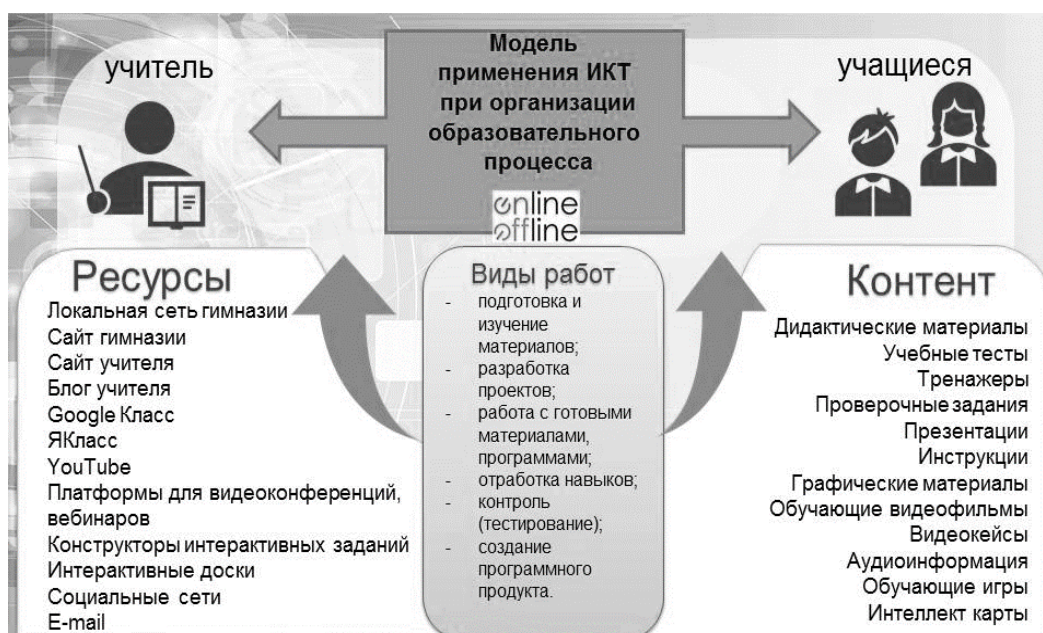 учитель
Модель
применения ИКТ
при организации
образовательного
процесса
online
offline
учащиеся
Ресурсы
Локальная сеть гимназии
Сайт гимназии
Сайт учителя
Блог учителя
Google Класс
ЯКласс
YouTube
Платформы для видеоконференций,
вебинаров
Конструкторы интерактивных заданий
Интерактивные доски
Социальные сети
E-mail
Виды работ
- подготовка и
изучение
материалов;
- разработка
проектов;
- работа с готовыми
материалами,
программами;
- отработка навыков;
- контроль
(тестирование);
- создание
программного
продукта.
Контент
Дидактические материалы
Учебные тесты
Тренажеры
Проверочные задания
Презентации
Инструкции
Графические материалы
Обучающие видеофильмы
Видеокейсы
Аудиоинформация
Обучающие игры
Интеллект карты